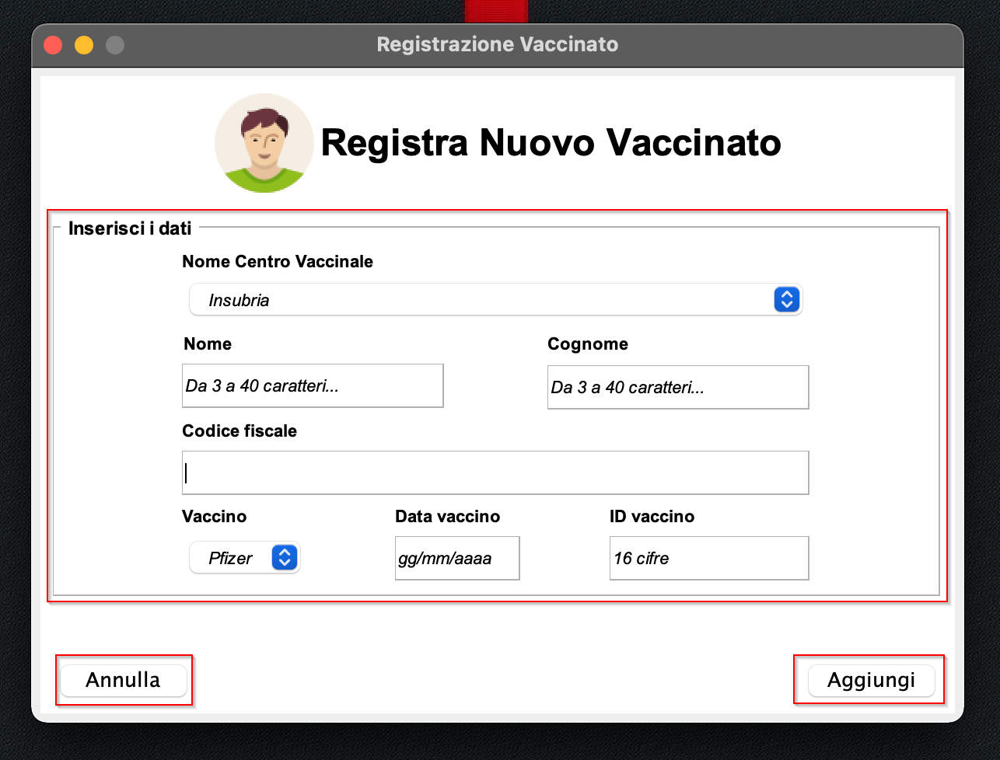 Registrazione Vaccinato
Registra Nuovo Vaccinato
Inserisci i dati
Nome Centro Vaccinale
Insubria
Nome Cognome
Da 3 a 40 caratteri... Da 3 a 40 caratteri...
Codice fiscale
Vaccino Data vaccino ID vaccino
Pfizer gg/mm/aaaa 16 cifre
Annulla Aggiungi